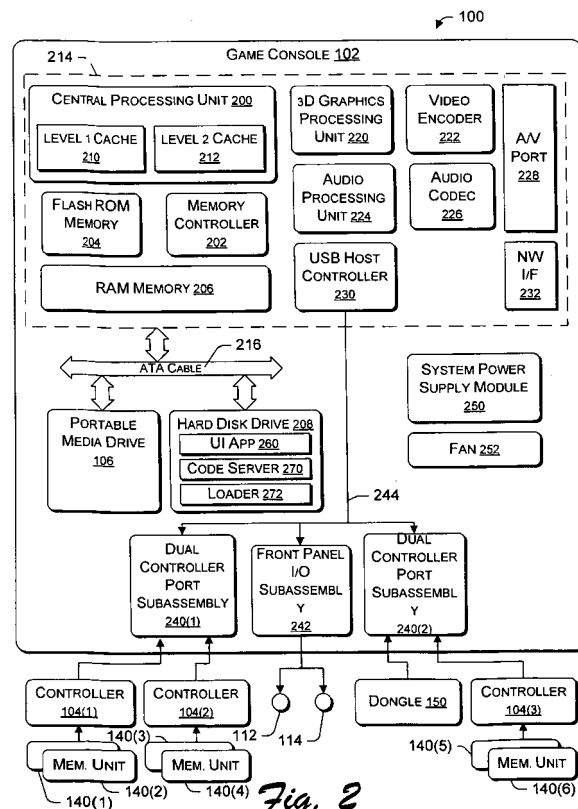 100
214
GAME CONSOLE 102
CENTRAL PROCESSING UNIT 200
LEVEL 1 CACHE
210
LEVEL 2 CACHE
212
3D GRAPHICS
PROCESSING
UNIT 220
VIDEO
ENCODER
222
A/V
PORT
228
FLASH ROM
MEMORY
204
MEMORY
CONTROLLER
202
AUDIO
PROCESSING
UNIT 224
AUDIO
CODEC
226
RAM MEMORY 206
USB HOST
CONTROLLER
230
NW
I/F
232
216
ATA CABLE
SYSTEM POWER
SUPPLY MODULE
250
PORTABLE
MEDIA DRIVE
106
HARD DISK DRIVE 208
UI APP 260
CODE SERVER 270
LOADER 272
FAN 252
244
DUAL
CONTROLLER
PORT
SUBASSEMBLY
240(1)
FRONT PANEL
I/O
SUBASSEMBL
Y
242
DUAL
CONTROLLER
PORT
SUBASSEMBL
Y
240(2)
CONTROLLER
104(1)
CONTROLLER
104(2)
112
114
DONGLE 150
CONTROLLER
104(3)
140(3)
140(5)
MEM. UNIT
MEM. UNIT
MEM. UNIT
140(1)
140(2)
140(4)
140(6)
Fig. 2